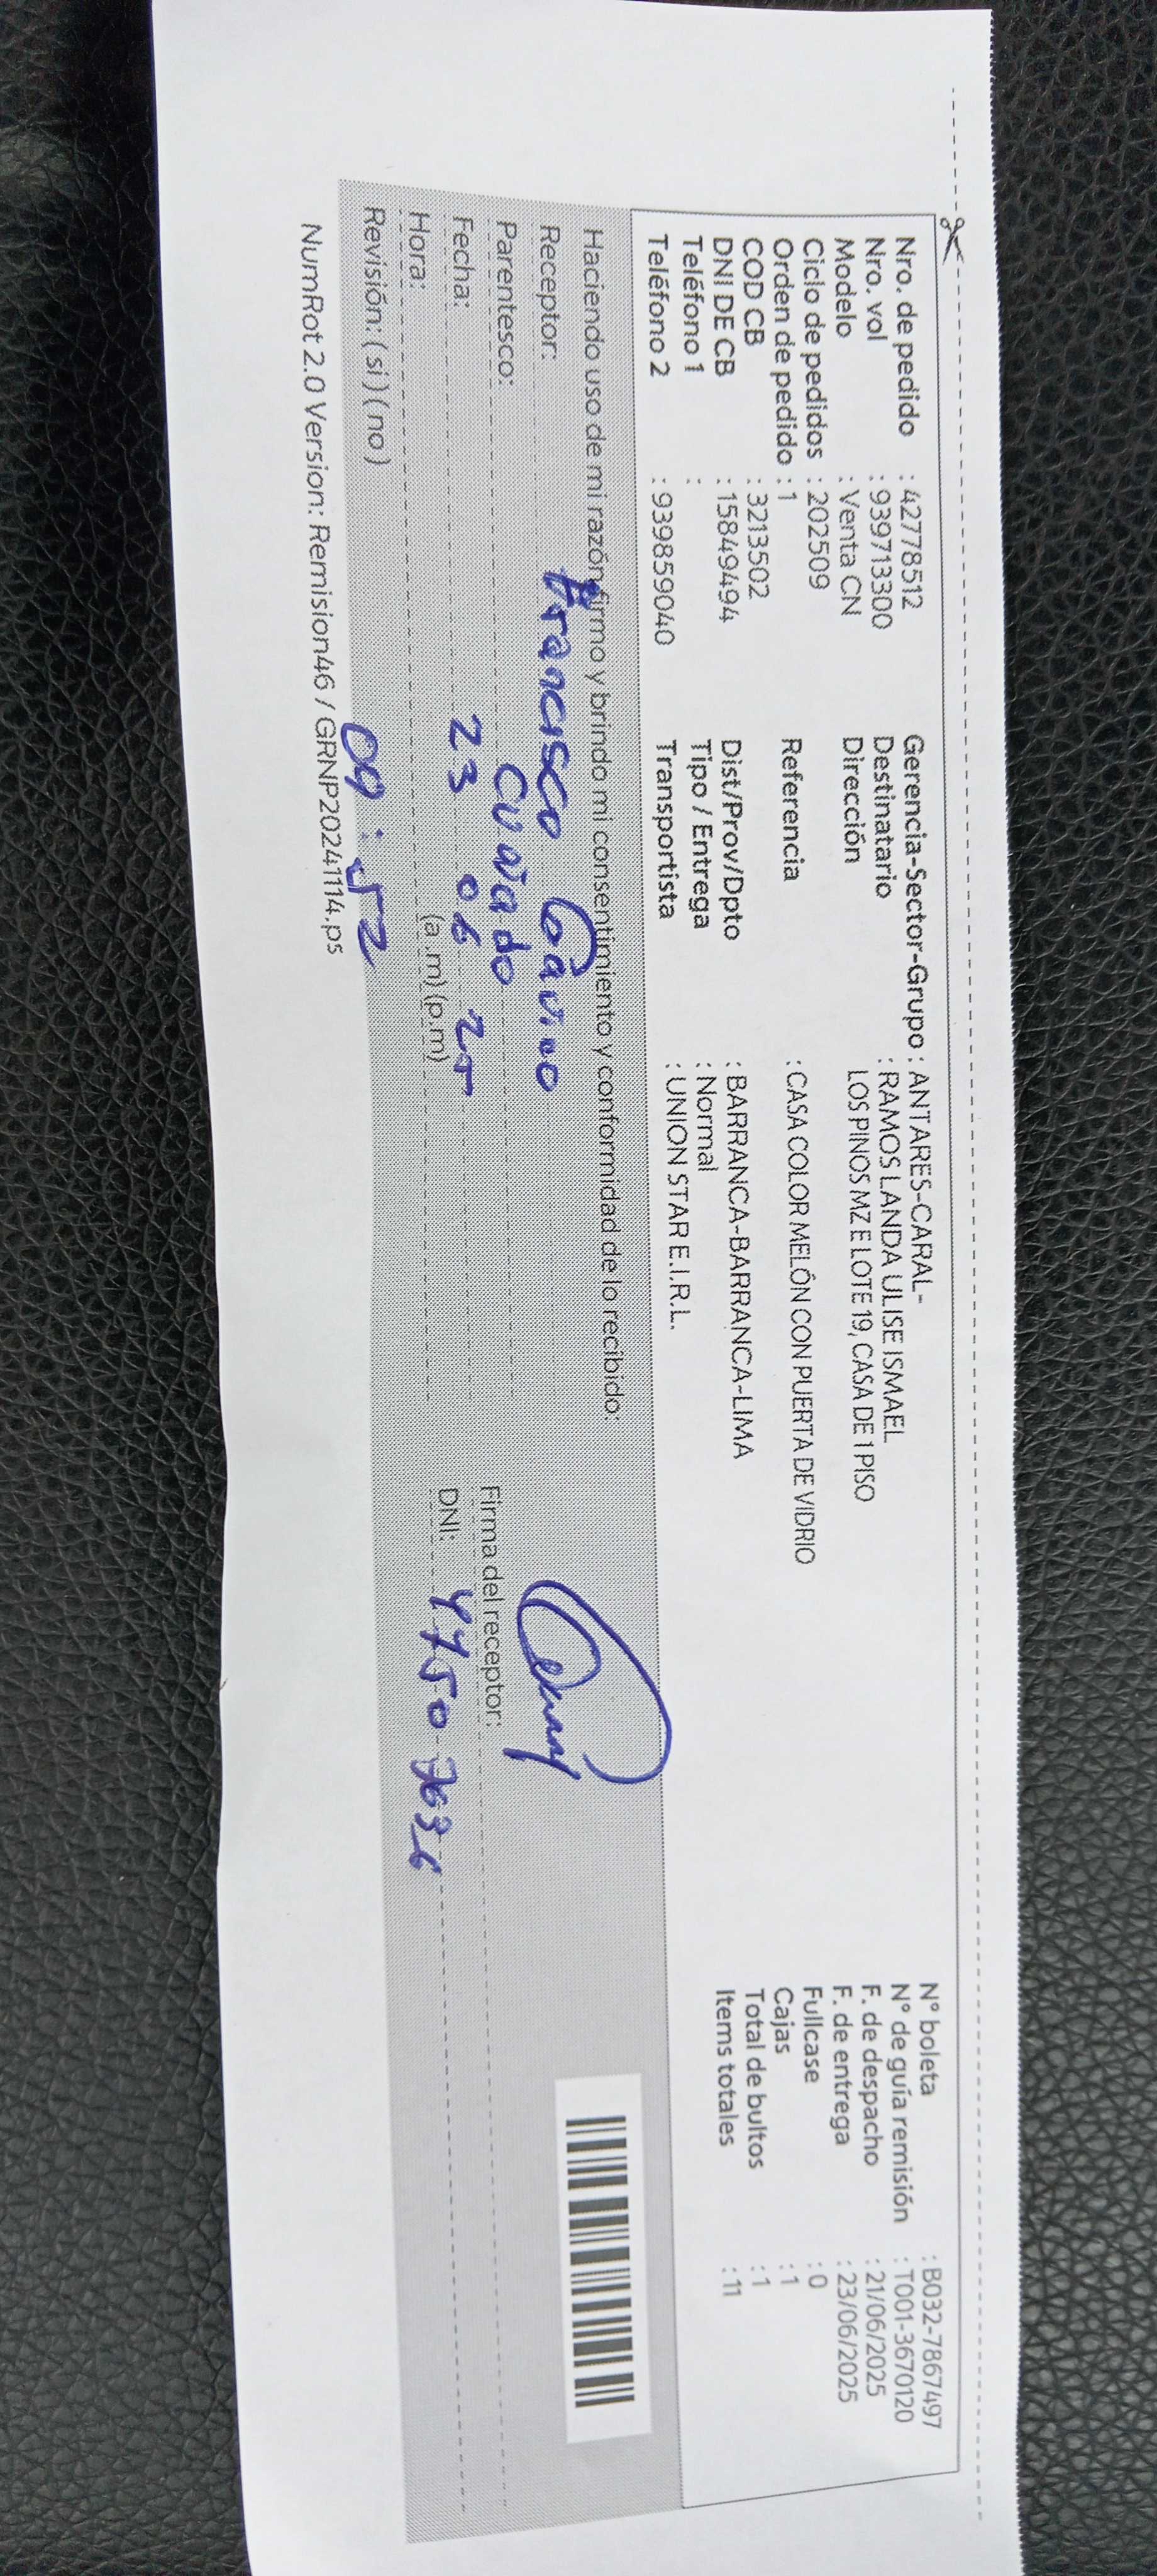 Nro. de pedido : 42778512
Nro. vol : 939713300
Modelo : Venta CN
Ciclo de pedidos : 202509
Orden de pedido : 1
COD CB : 3213502
DNI DE CB : 15849494
Teléfono 1 :
Teléfono 2 : 939859040
Gerencia-Sector-Grupo : ANTARES-CARAL-
Destinatario : RAMOS LANDA ULISE ISMAEL
Dirección LOS PINOS MZ E LOTE 19, CASA DE 1 PISO
Referencia : CASA COLOR MELÓN CON PUERTA DE VIDRIO
Dist/Prov/Dpto : BARRANCA-BARRANCA-LIMA
Tipo / Entrega : Normal
Transportista : UNION STAR E.I.R.L.
N° boleta : B032-7867497
N° de guía remisión : T001-3670120
F. de despacho : 21/06/2025
F. de entrega : 23/06/2025
Fullcase : 0
Cajas : 1
Total de bultos : 1
Items totales : 11
Haciendo uso de mi razón firmo y brindo mi consentimiento y conformidad de lo recibido:
Receptor: Francisco
Parentesco: Cuñado
Fecha: 23 06 25
Hora: 09:52 (a.m) (p.m)
Revisión: (si) (no)
Firma del receptor:
DNI: 4750 7636
NumRot 2.0 Version: Remision46 / GRNP20241114.ps